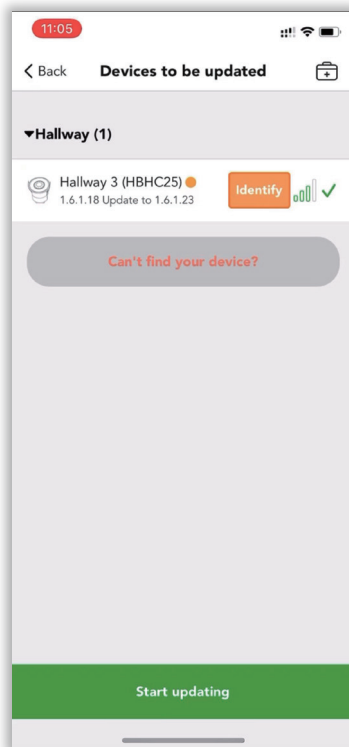 11:05
Back Devices to be updated
▼Hallway (1)
Hallway 3 (HBHC25)
1.6.1.18 Update to 1.6.1.23
Identify
Can't find your device?
Start updating